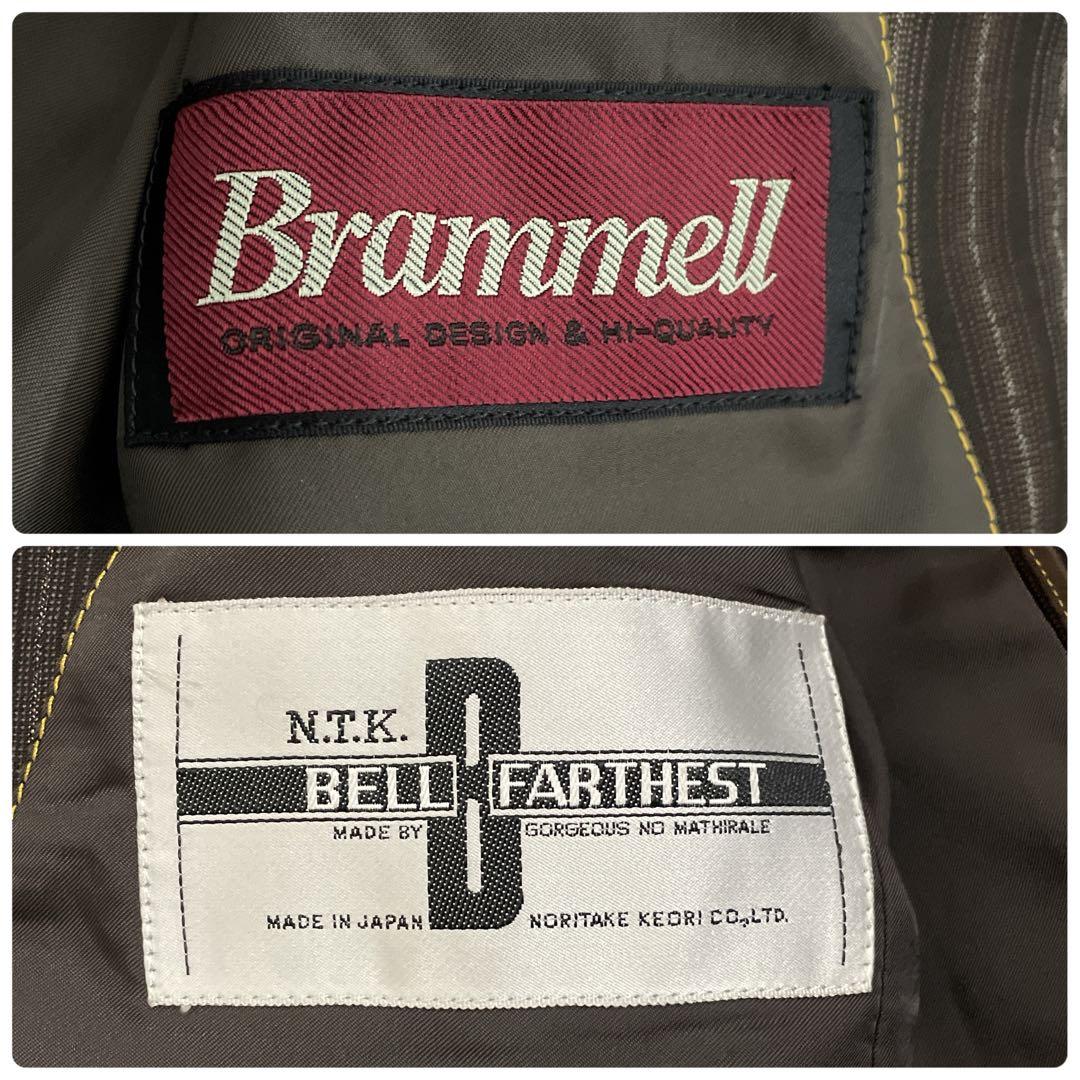 Brammell
ORIGINAL DESIGN & HI-QUALITY
N.T.K.
BELL FARTHEST
MADE BY GORGEOUS NO MATHIRALE
MADE IN JAPAN NORITAKE KEORI CO.,LTD.